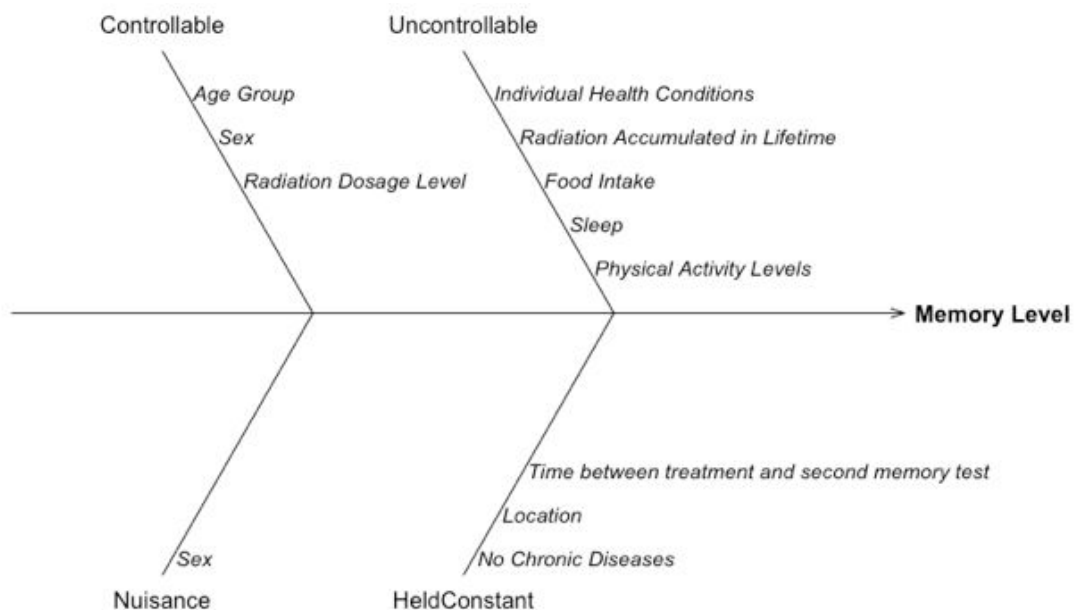 Controllable
Uncontrollable
Age Group
Individual Health Conditions
Sex
Radiation Accumulated in Lifetime
Radiation Dosage Level
Food Intake
Sleep
Physical Activity Levels
Memory Level
Time between treatment and second memory test
Location
Sex
No Chronic Diseases
Nuisance
HeldConstant